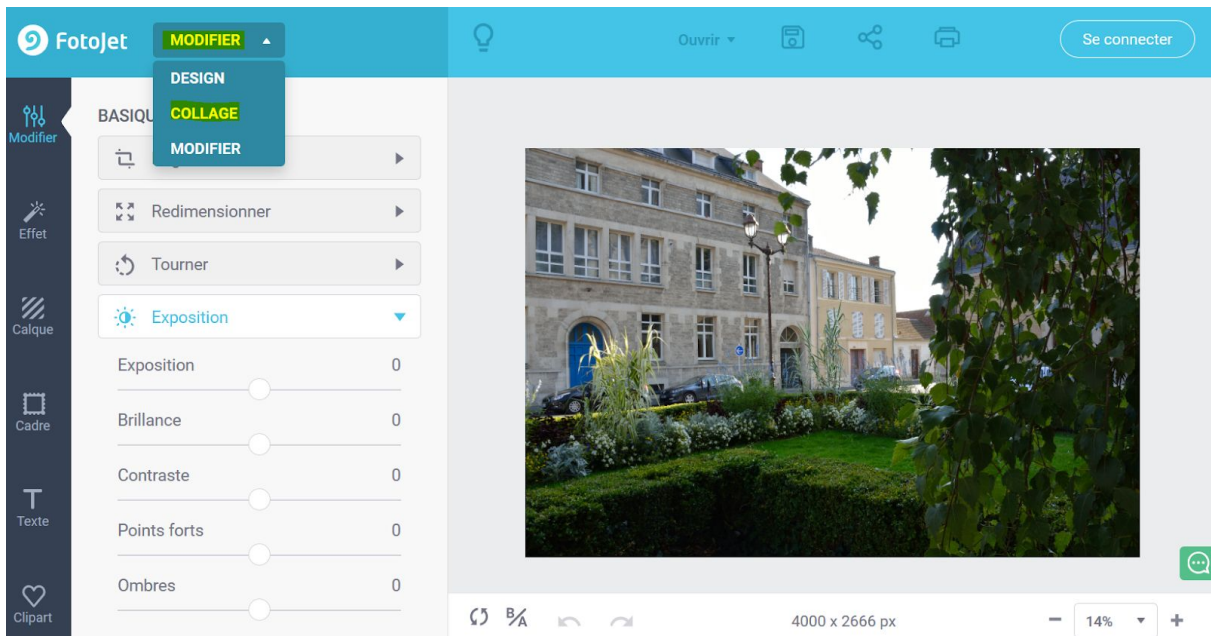 FotoJet
MODIFIER
Ouvrir
Se connecter
DESIGN
COLLAGE
MODIFIER
Modifier
Effet
Calque
Cadre
Texte
Clipart
Redimensionner
Tourner
Exposition
Exposition 0
Brillance 0
Contraste 0
Points forts 0
Ombres 0
B/A
4000 x 2666 px
14%